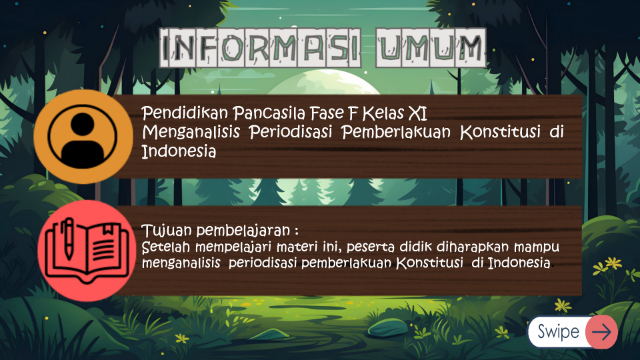 INFORMASI UMUM
Pendidikan Pancasila Fase F Kelas XI
Menganalisis Periodisasi Pemberlakuan Konstitusi di
Indonesia
Tujuan pembelajaran :
Setelah mempelajari materi ini, peserta didik diharapkan mampu
menganalisis periodisasi pemberlakuan Konstitusi di Indonesia
Swipe